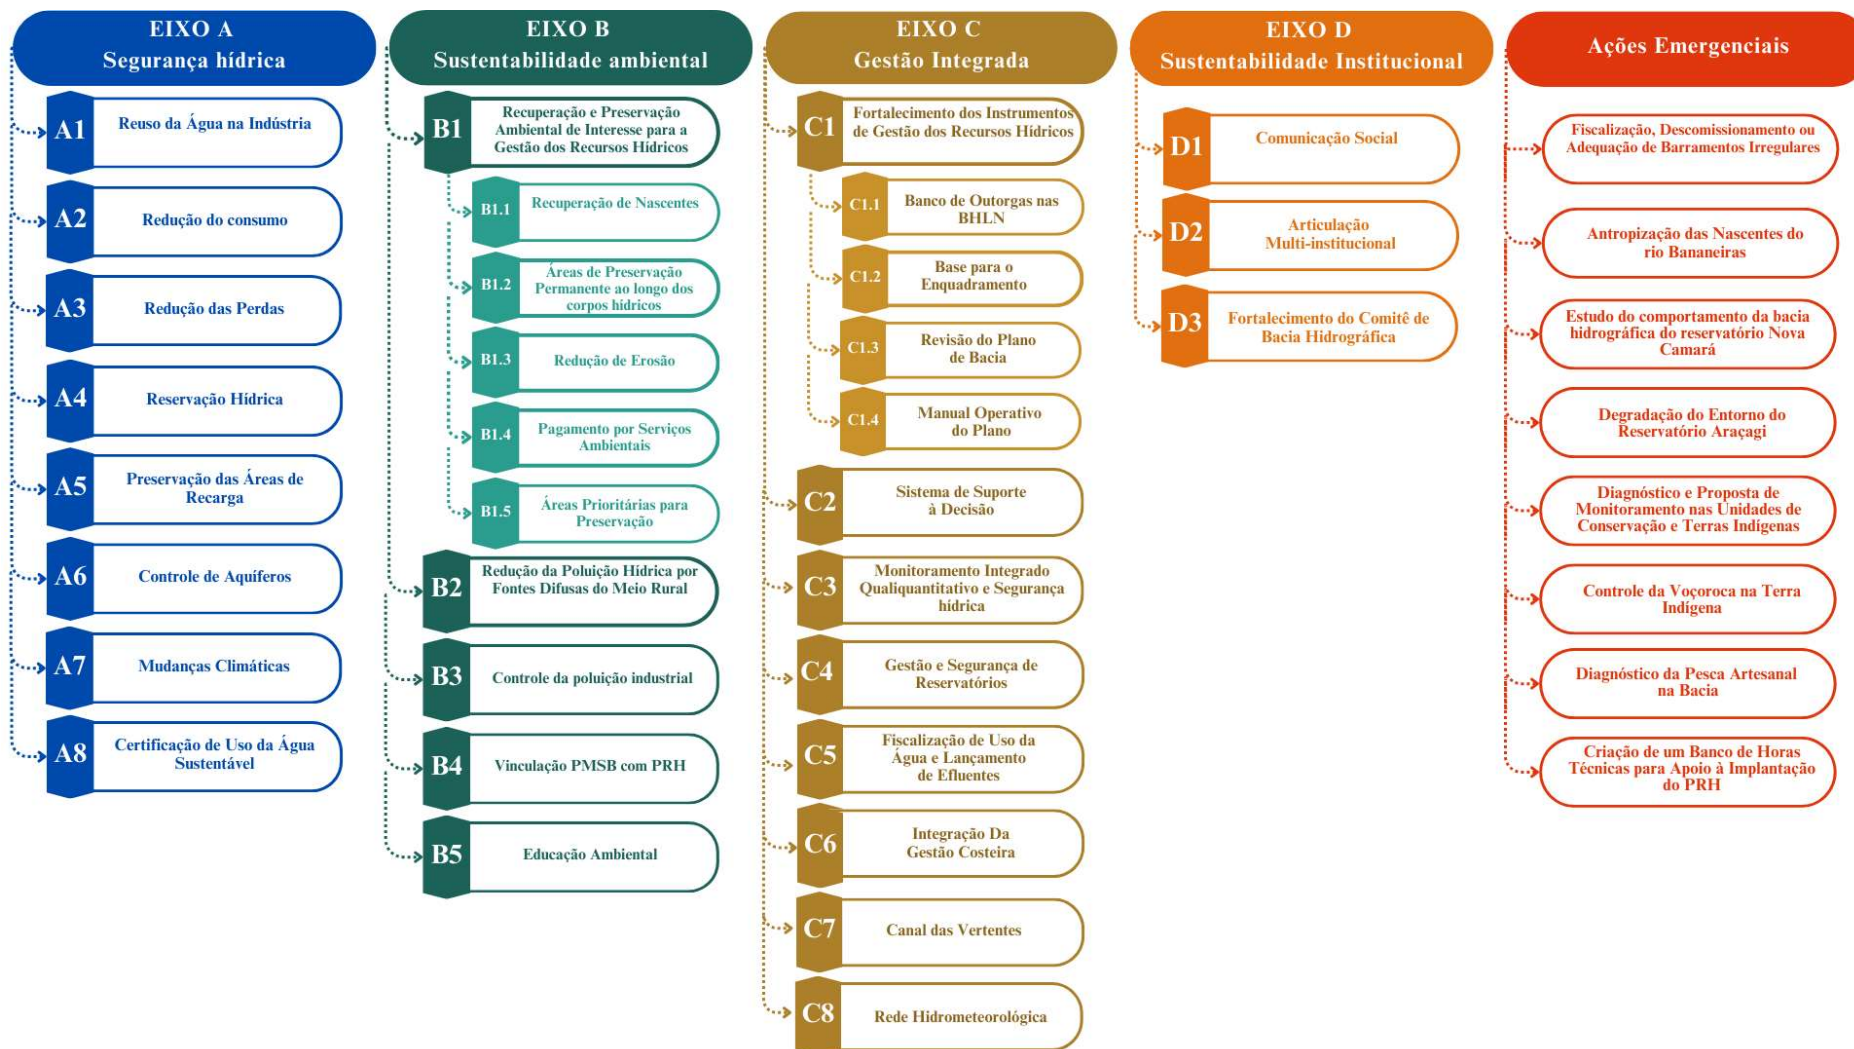 EIXO A
Segurança hídrica
A1
Reuso da Água na Indústria
A2
Redução do consumo
A3
Redução das Perdas
A4
Reservação Hídrica
A5
Preservação das Áreas de
Recarga
A6
Controle de Aquíferos
A7
Mudanças Climáticas
A8
Certificação de Uso da Água
Sustentável
EIXO B
Sustentabilidade ambiental
B1
Recuperação e Preservação
Ambiental de Interesse para a
Gestão dos Recursos Hídricos
B1.1
Recuperação de Nascentes
B1.2
Áreas de Preservação
Permanente ao longo dos
corpos hídricos
B1.3
Redução de Erosão
B1.4
Pagamento por Serviços
Ambientais
B1.5
Áreas Prioritárias para
Preservação
B2
Redução da Poluição Hídrica por
Fontes Difusas do Meio Rural
B3
Controle da poluição industrial
B4
Vinculação PMSB com PRH
B5
Educação Ambiental
EIXO C
Gestão Integrada
C1
Fortalecimento dos Instrumentos
de Gestão dos Recursos Hídricos
C1.1
Banco de Outorgas nas
BHLN
C1.2
Base para o
Enquadramento
C1.3
Revisão do Plano
de Bacia
C1.4
Manual Operativo
do Plano
C2
Sistema de Suporte
à Decisão
C3
Monitoramento Integrado
Qualiquantitativo e Segurança
hídrica
C4
Gestão e Segurança de
Reservatórios
C5
Fiscalização de Uso da
Água e Lançamento
de Efluentes
C6
Integração Da
Gestão Costeira
C7
Canal das Vertentes
C8
Rede Hidrometeorológica
EIXO D
Sustentabilidade Institucional
D1
Comunicação Social
D2
Articulação
Multi-institucional
D3
Fortalecimento do Comitê de
Bacia Hidrográfica
Ações Emergenciais
Fiscalização, Descomissionamento ou
Adequação de Barramentos Irregulares
Antropização das Nascentes do
rio Bananeiras
Estudo do comportamento da bacia
hidrográfica do reservatório Nova
Camará
Degradação do Entorno do
Reservatório Araçagi
Diagnóstico e Proposta de
Monitoramento nas Unidades de
Conservação e Terras Indígenas
Controle da Voçoroca na Terra
Indígena
Diagnóstico da Pesca Artesanal
na Bacia
Criação de um Banco de Horas
Técnicas para Apoio à Implantação
do PRH